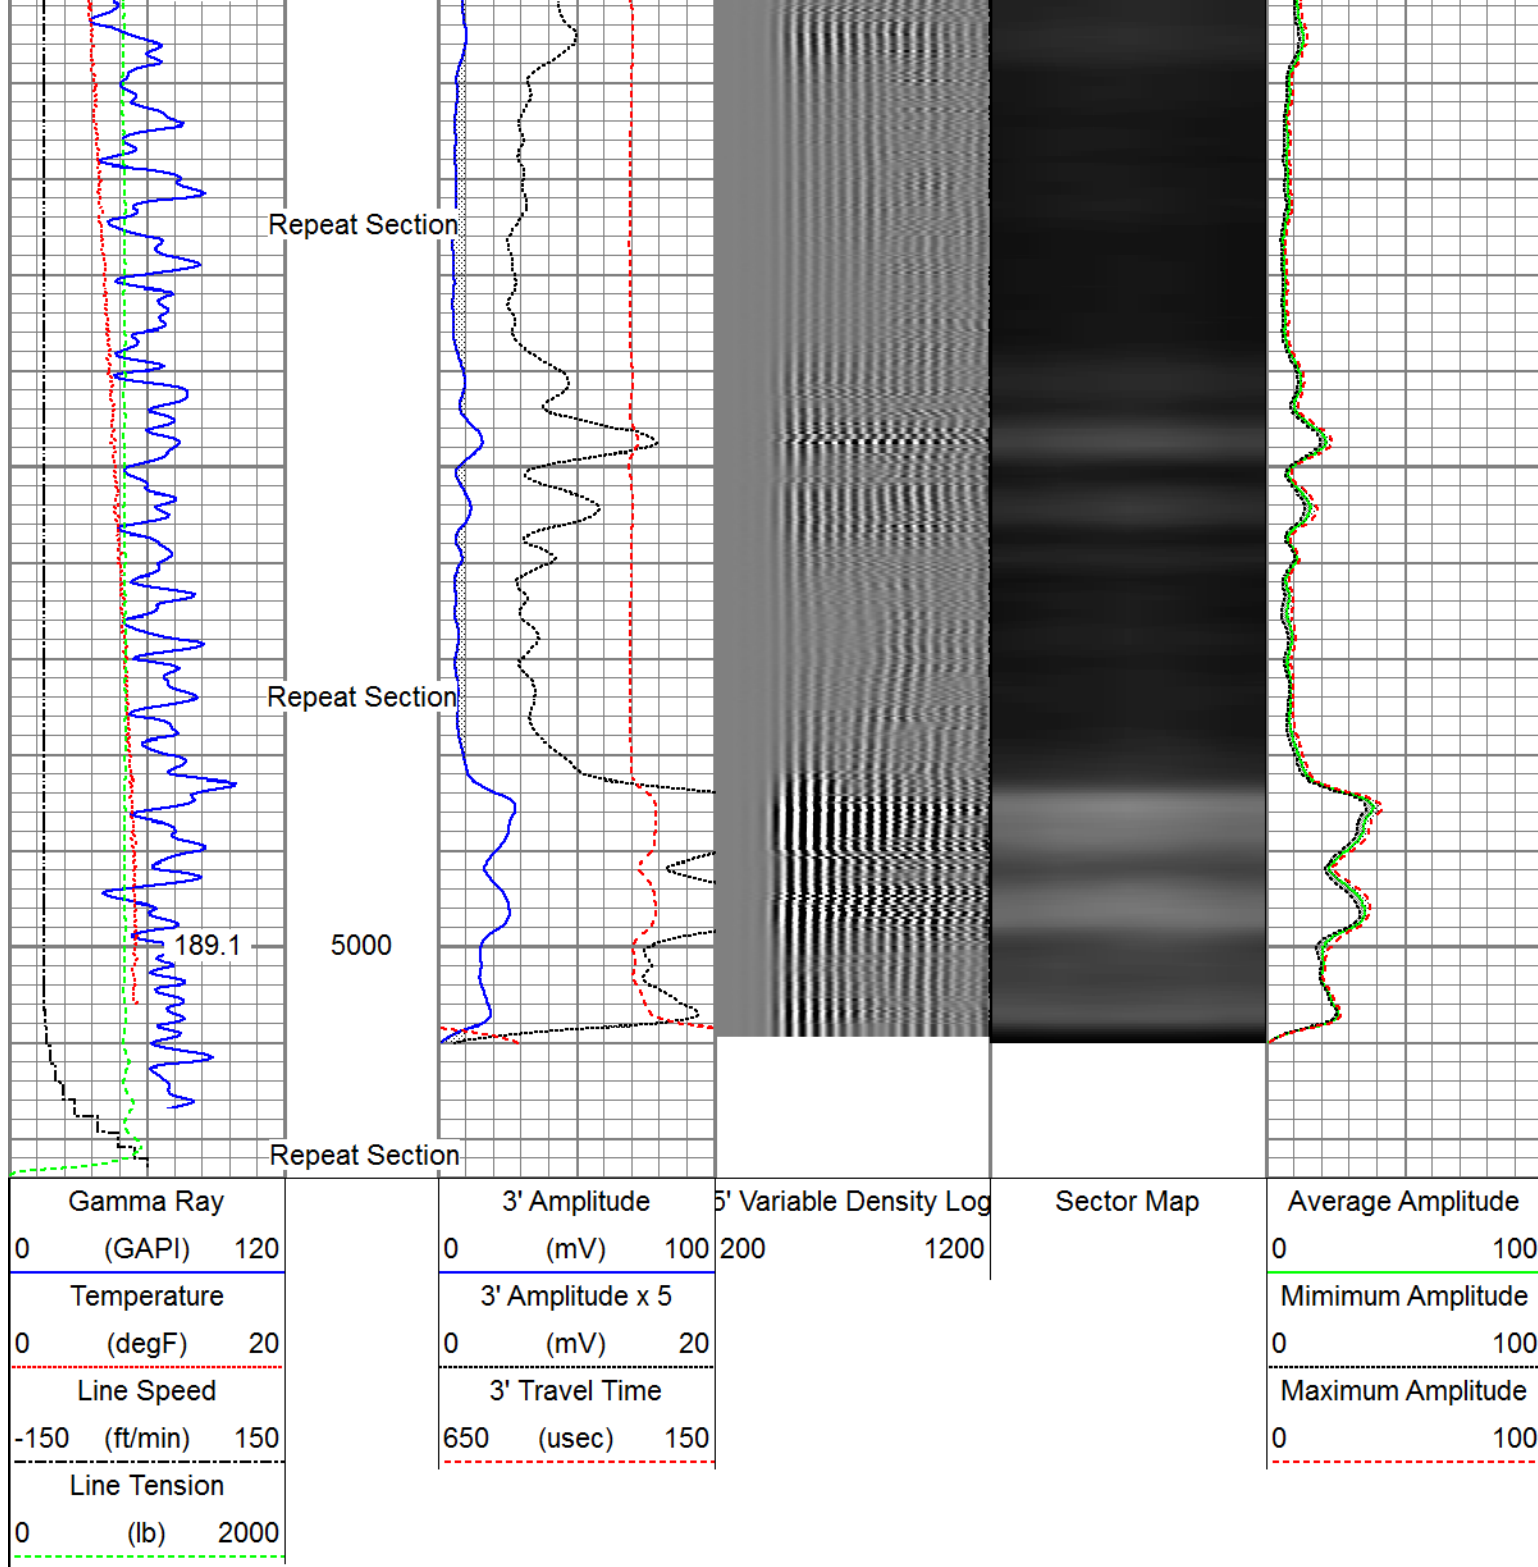 Repeat Section
Repeat Section
189.1
5000
Repeat Section
Gamma Ray
0 (GAPI) 120
Temperature
0 (degF) 20
Line Speed
-150 (ft/min) 150
Line Tension
0 (lb) 2000
3' Amplitude
0 (mV) 100
3' Amplitude x 5
0 (mV) 20
3' Travel Time
650 (usec) 150
5' Variable Density Log
200 1200
Sector Map
Average Amplitude
0 100
Mimimum Amplitude
0 100
Maximum Amplitude
0 100